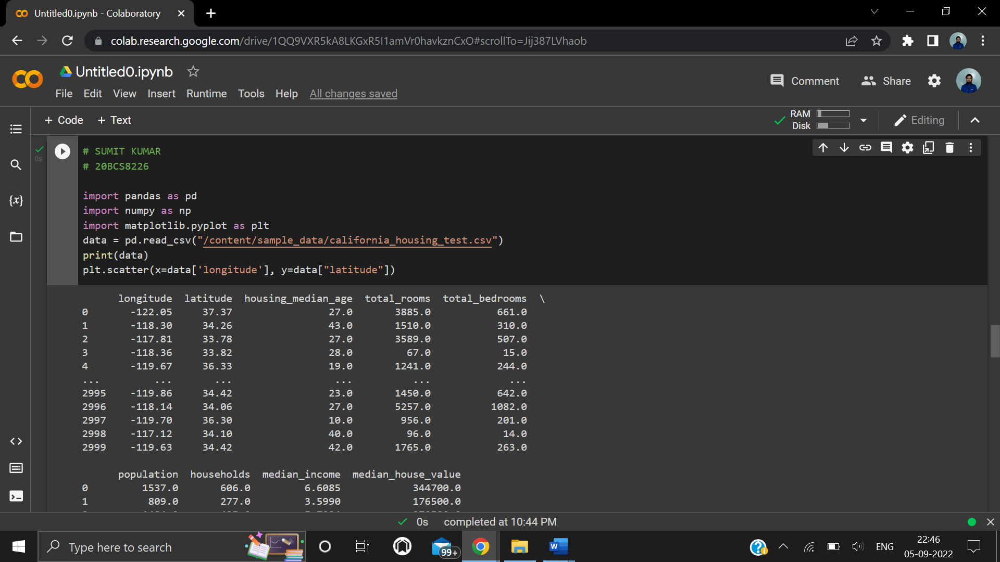 Untitled0.ipynb - Colaboratory
colab.research.google.com/drive/1QQ9VXR5kA8LKGxR5I1amVr0havkznCxO#scrollTo=Jij387LVhaob
Untitled0.ipynb
Comment Share
File Edit View Insert Runtime Tools Help All changes saved
+ Code + Text
RAM
Disk
Editing
0s
# SUMIT KUMAR
# 20BCS8226
import pandas as pd
import numpy as np
import matplotlib.pyplot as plt
data = pd.read_csv("/content/sample_data/california_housing_test.csv")
print(data)
plt.scatter(x=data['longitude'], y=data["latitude"])
longitude latitude housing_median_age total_rooms total_bedrooms \
0 -122.05 37.37 27.0 3885.0 661.0
1 -118.30 34.26 43.0 1510.0 310.0
2 -117.81 33.78 27.0 3589.0 507.0
3 -118.36 33.82 28.0 67.0 15.0
4 -119.67 36.33 19.0 1241.0 244.0
... ... ... ... ... ...
2995 -119.86 34.42 23.0 1450.0 642.0
2996 -118.14 34.06 27.0 5257.0 1082.0
2997 -119.70 36.30 10.0 956.0 201.0
2998 -117.12 34.10 40.0 96.0 14.0
2999 -119.63 34.42 42.0 1765.0 263.0
population households median_income median_house_value
0 1537.0 606.0 6.6085 344700.0
1 809.0 277.0 3.5990 176500.0
0s completed at 10:44 PM
Type here to search
99+
ENG
22:46
05-09-2022